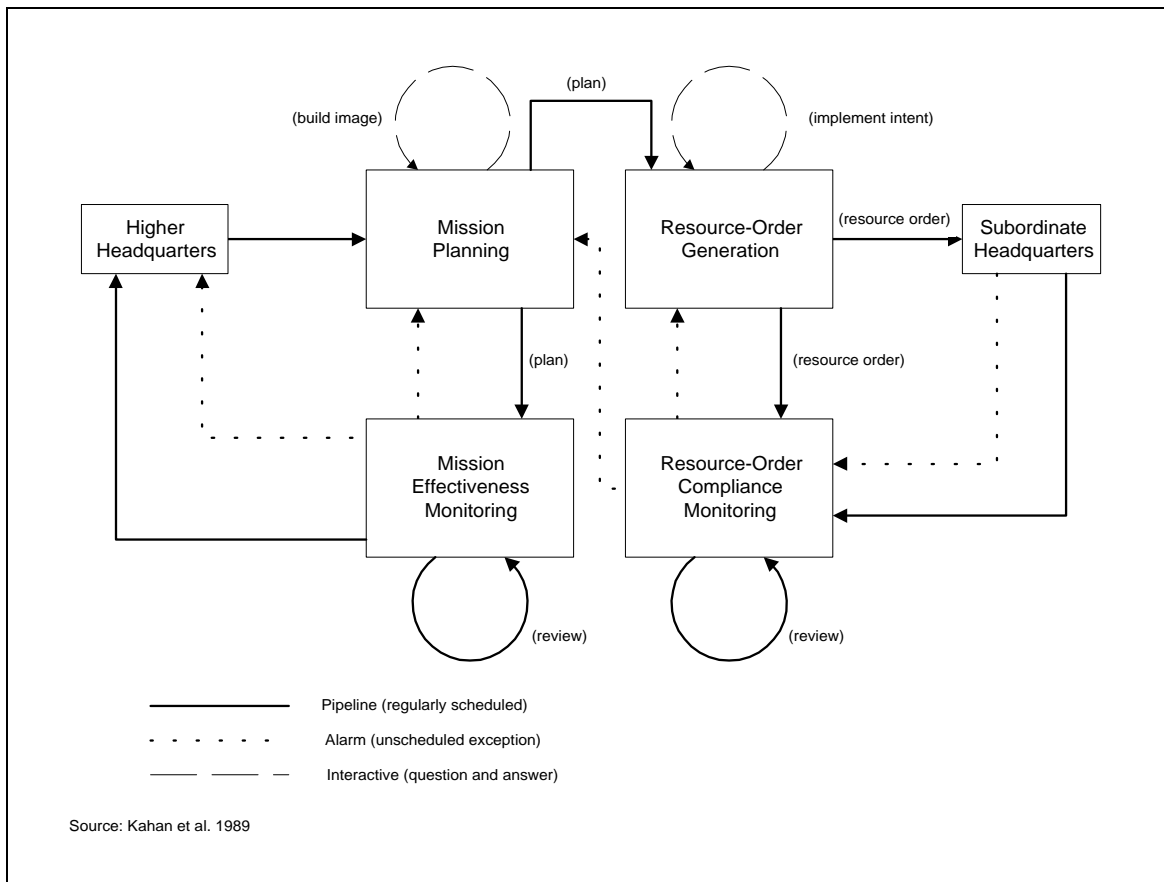 (plan)
(build image)
(implement intent)
Higher
Headquarters
Mission
Planning
Resource-Order
Generation
(resource order)
Subordinate
Headquarters
(plan)
(resource order)
Mission
Effectiveness
Monitoring
Resource-Order
Compliance
Monitoring
(review)
(review)
Pipeline (regularly scheduled)
Alarm (unscheduled exception)
Interactive (question and answer)
Source: Kahan et al. 1989